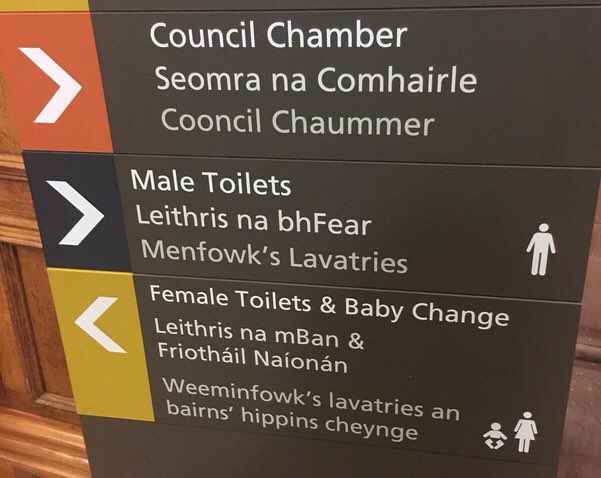 Council Chamber
Seomra na Comhairle
Cooncil Chaummer
Male Toilets
Leithris na bhFear
Menfowk's Lavatries
Female Toilets & Baby Change
Leithris na mBan &
Friotháil Naíonán
Weeminfowk's lavatries an
bairns' hippins cheynge